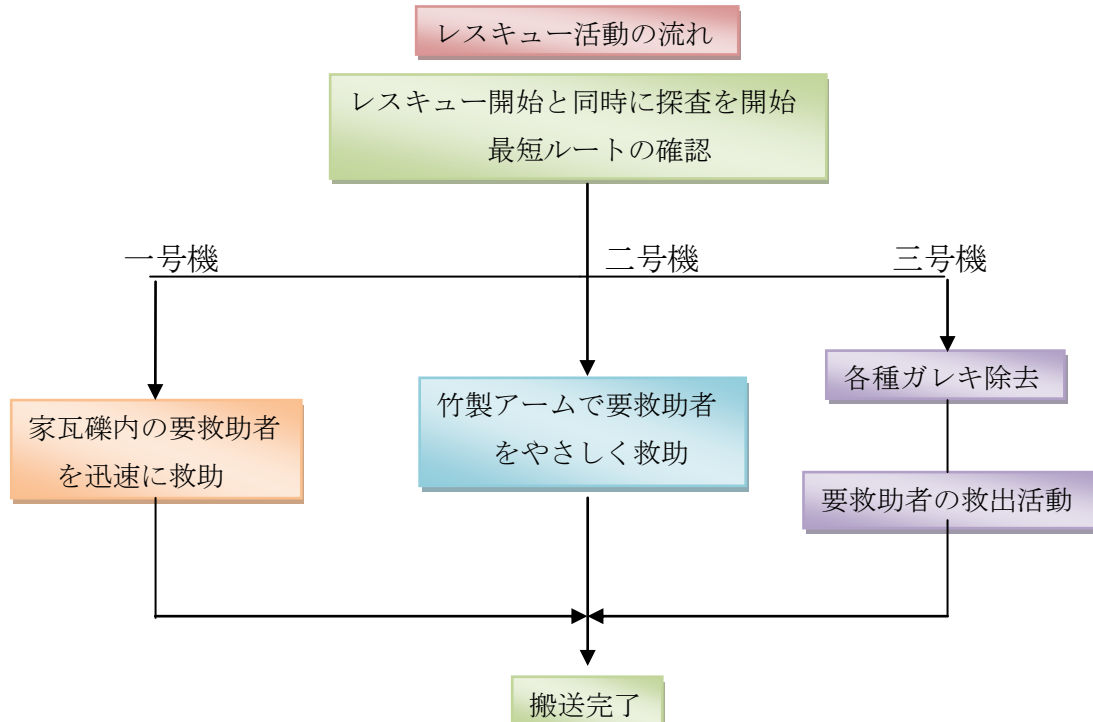 レスキュー活動の流れ
レスキュー開始と同時に探査を開始
最短ルートの確認
一号機
二号機
三号機
家瓦礫内の要救助者
を迅速に救助
竹製アームで要救助者
をやさしく救助
各種ガレキ除去
要救助者の救出活動
搬送完了